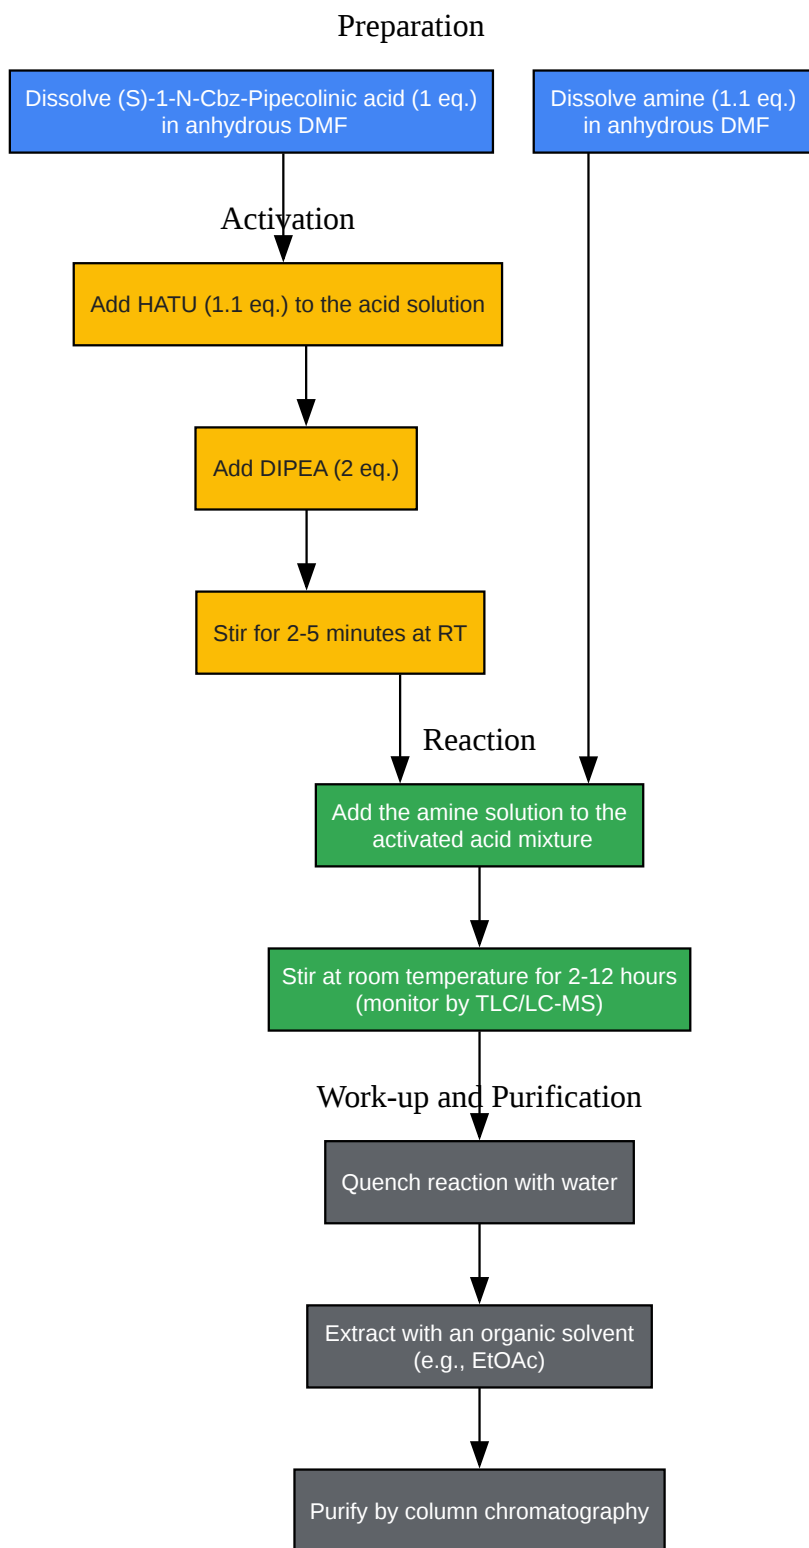 Preparation
Dissolve (S)-1-N-Cbz-Pipecolinic acid (1 eq.)
in anhydrous DMF
Dissolve amine (1.1 eq.)
in anhydrous DMF
Activation
Add HATU (1.1 eq.) to the acid solution
Add DIPEA (2 eq.)
Stir for 2-5 minutes at RT
Reaction
Add the amine solution to the
activated acid mixture
Stir at room temperature for 2-12 hours
(monitor by TLC/LC-MS)
Work-up and Purification
Quench reaction with water
Extract with an organic solvent
(e.g., EtOAc)
Purify by column chromatography